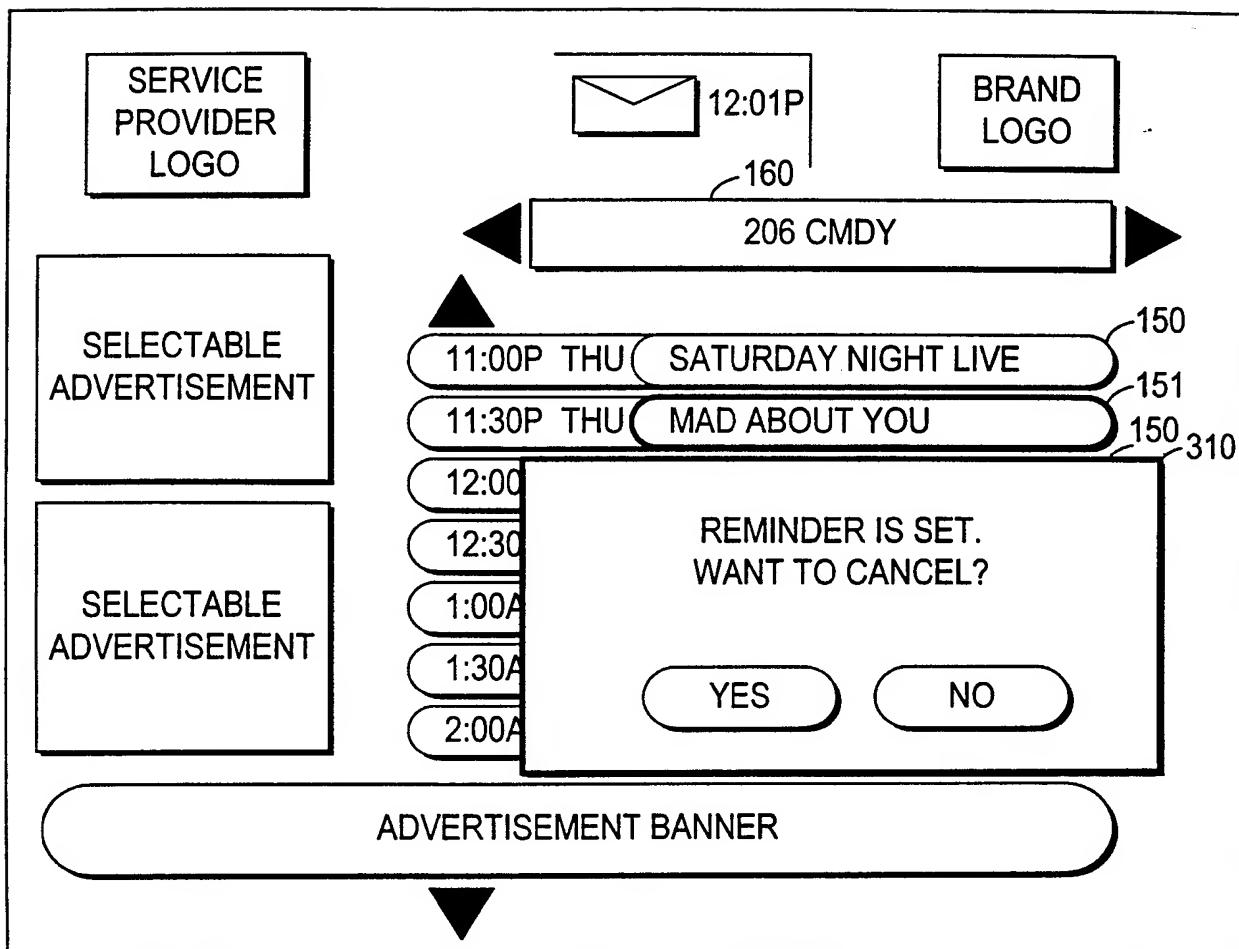 SERVICE
PROVIDER
LOGO
12:01P
BRAND
LOGO
160
206 CMDY
SELECTABLE
ADVERTISEMENT
150
11:00P THU SATURDAY NIGHT LIVE
151
11:30P THU MAD ABOUT YOU
150
310
12:00
12:30
1:00A
1:30A
2:00A
REMINDER IS SET.
WANT TO CANCEL?
YES NO
SELECTABLE
ADVERTISEMENT
ADVERTISEMENT BANNER